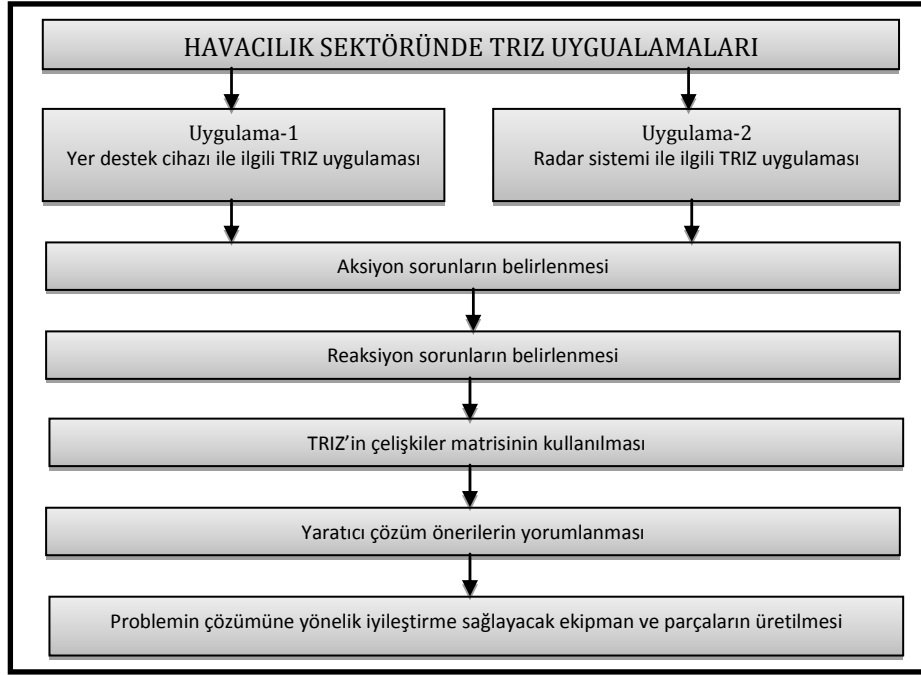 HAVACILIK SEKTÖRÜNDE TRIZ UYGUALAMALARI
Uygulama-1
Yer destek cihazı ile ilgili TRIZ uygulaması
Uygulama-2
Radar sistemi ile ilgili TRIZ uygulaması
Aksiyon sorunların belirlenmesi
Reaksiyon sorunların belirlenmesi
TRIZ’in çelişkiler matrisinin kullanılması
Yaratıcı çözüm önerilerin yorumlanması
Problemin çözümüne yönelik iyileştirme sağlayacak ekipman ve parçaların üretilmesi